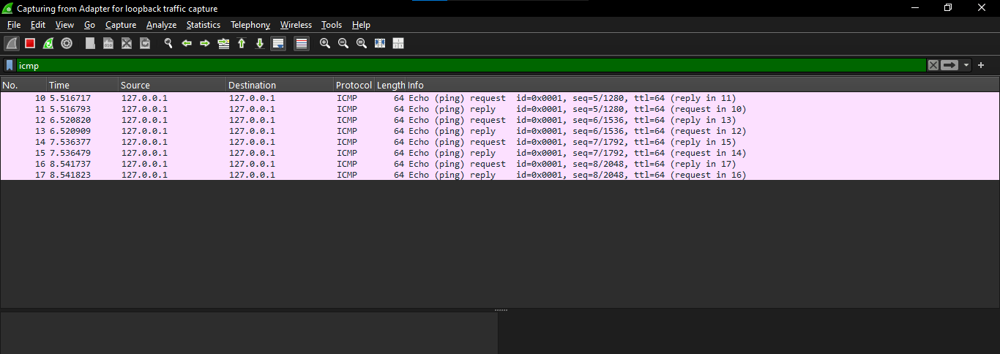 Capturing from Adapter for loopback traffic capture
File Edit View Go Capture Analyze Statistics Telephony Wireless Tools Help
icmp
No. Time Source Destination Protocol Length Info
10 5.516717 127.0.0.1 127.0.0.1 ICMP 64 Echo (ping) request id=0x0001, seq=5/1280, ttl=64 (reply in 11)
11 5.516793 127.0.0.1 127.0.0.1 ICMP 64 Echo (ping) reply id=0x0001, seq=5/1280, ttl=64 (request in 10)
12 6.520820 127.0.0.1 127.0.0.1 ICMP 64 Echo (ping) request id=0x0001, seq=6/1536, ttl=64 (reply in 13)
13 6.520909 127.0.0.1 127.0.0.1 ICMP 64 Echo (ping) reply id=0x0001, seq=6/1536, ttl=64 (request in 12)
14 7.536377 127.0.0.1 127.0.0.1 ICMP 64 Echo (ping) request id=0x0001, seq=7/1792, ttl=64 (reply in 15)
15 7.536479 127.0.0.1 127.0.0.1 ICMP 64 Echo (ping) reply id=0x0001, seq=7/1792, ttl=64 (request in 14)
16 8.541737 127.0.0.1 127.0.0.1 ICMP 64 Echo (ping) request id=0x0001, seq=8/2048, ttl=64 (reply in 17)
17 8.541823 127.0.0.1 127.0.0.1 ICMP 64 Echo (ping) reply id=0x0001, seq=8/2048, ttl=64 (request in 16)